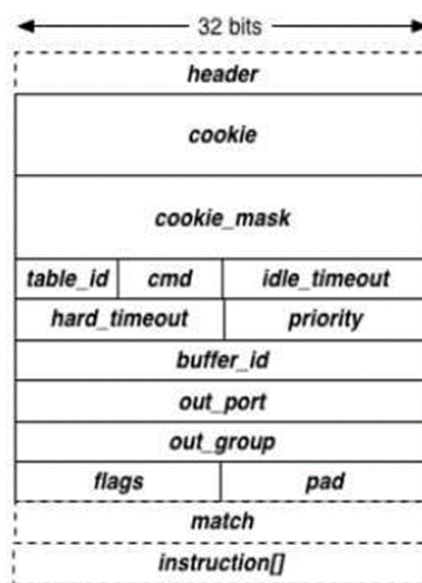 32 bits
header
cookie
cookie_mask
table_id cmd idle_timeout
hard_timeout priority
buffer_id
out_port
out_group
flags pad
match
instruction[]